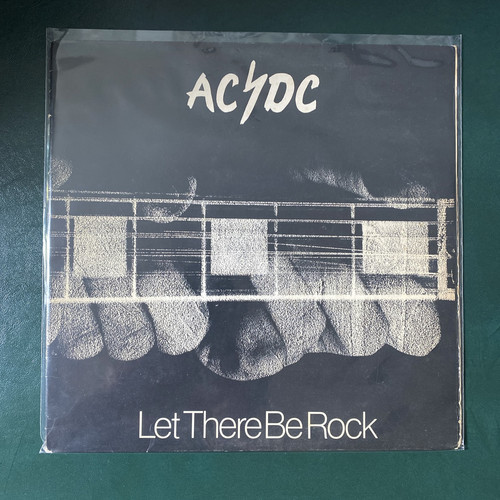 AC⚡DC
Let There Be Rock